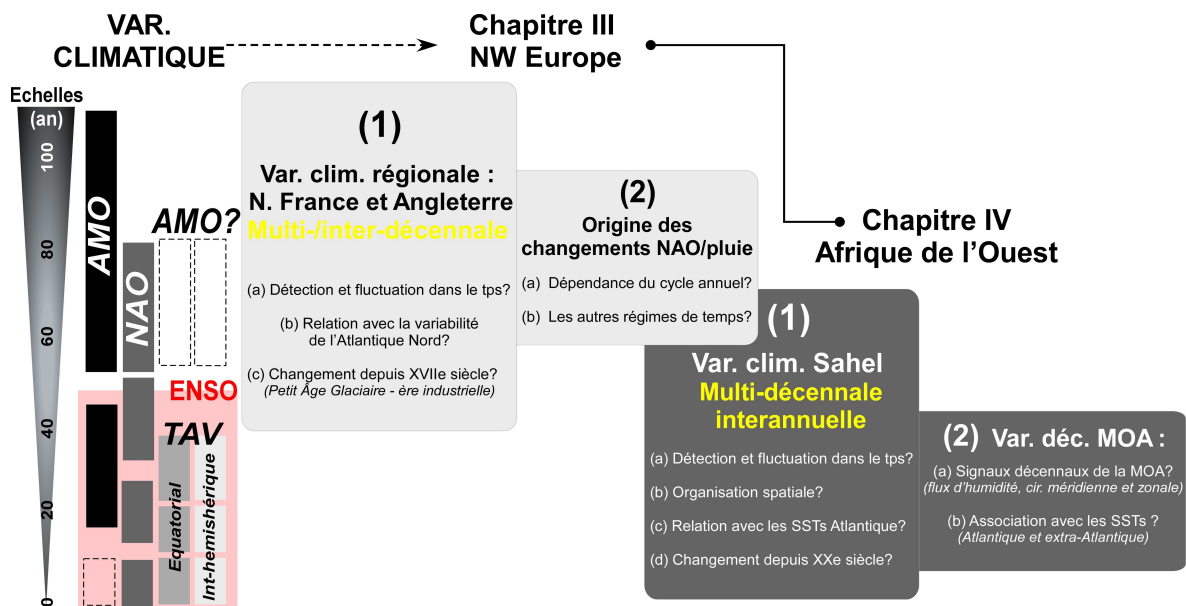 VAR.
CLIMATIQUE
Chapitre III
NW Europe
Echelles
(an)
100
80
60
40
20
0
AMO
NAO
AMO?
ENSO
TAV
Equatorial
Int-hemishérique
(1)
Var. clim. régionale :
N. France et Angleterre
Multi-/inter-décennale
(a) Détection et fluctuation dans le tps?
(b) Relation avec la variabilité
de l’Atlantique Nord?
(c) Changement depuis XVIIe siècle?
(Petit Âge Glaciaire - ère industrielle)
(2)
Origine des
changements NAO/pluie
(a) Dépendance du cycle annuel?
(b) Les autres régimes de temps?
Chapitre IV
Afrique de l’Ouest
(1)
Var. clim. Sahel
Multi-décennale
interannuelle
(a) Détection et fluctuation dans le tps?
(b) Organisation spatiale?
(c) Relation avec les SSTs Atlantique?
(d) Changement depuis XXe siècle?
(2) Var. déc. MOA :
(a) Signaux décennaux de la MOA?
(flux d’humidité, cir. méridienne et zonale)
(b) Association avec les SSTs ?
(Atlantique et extra-Atlantique)